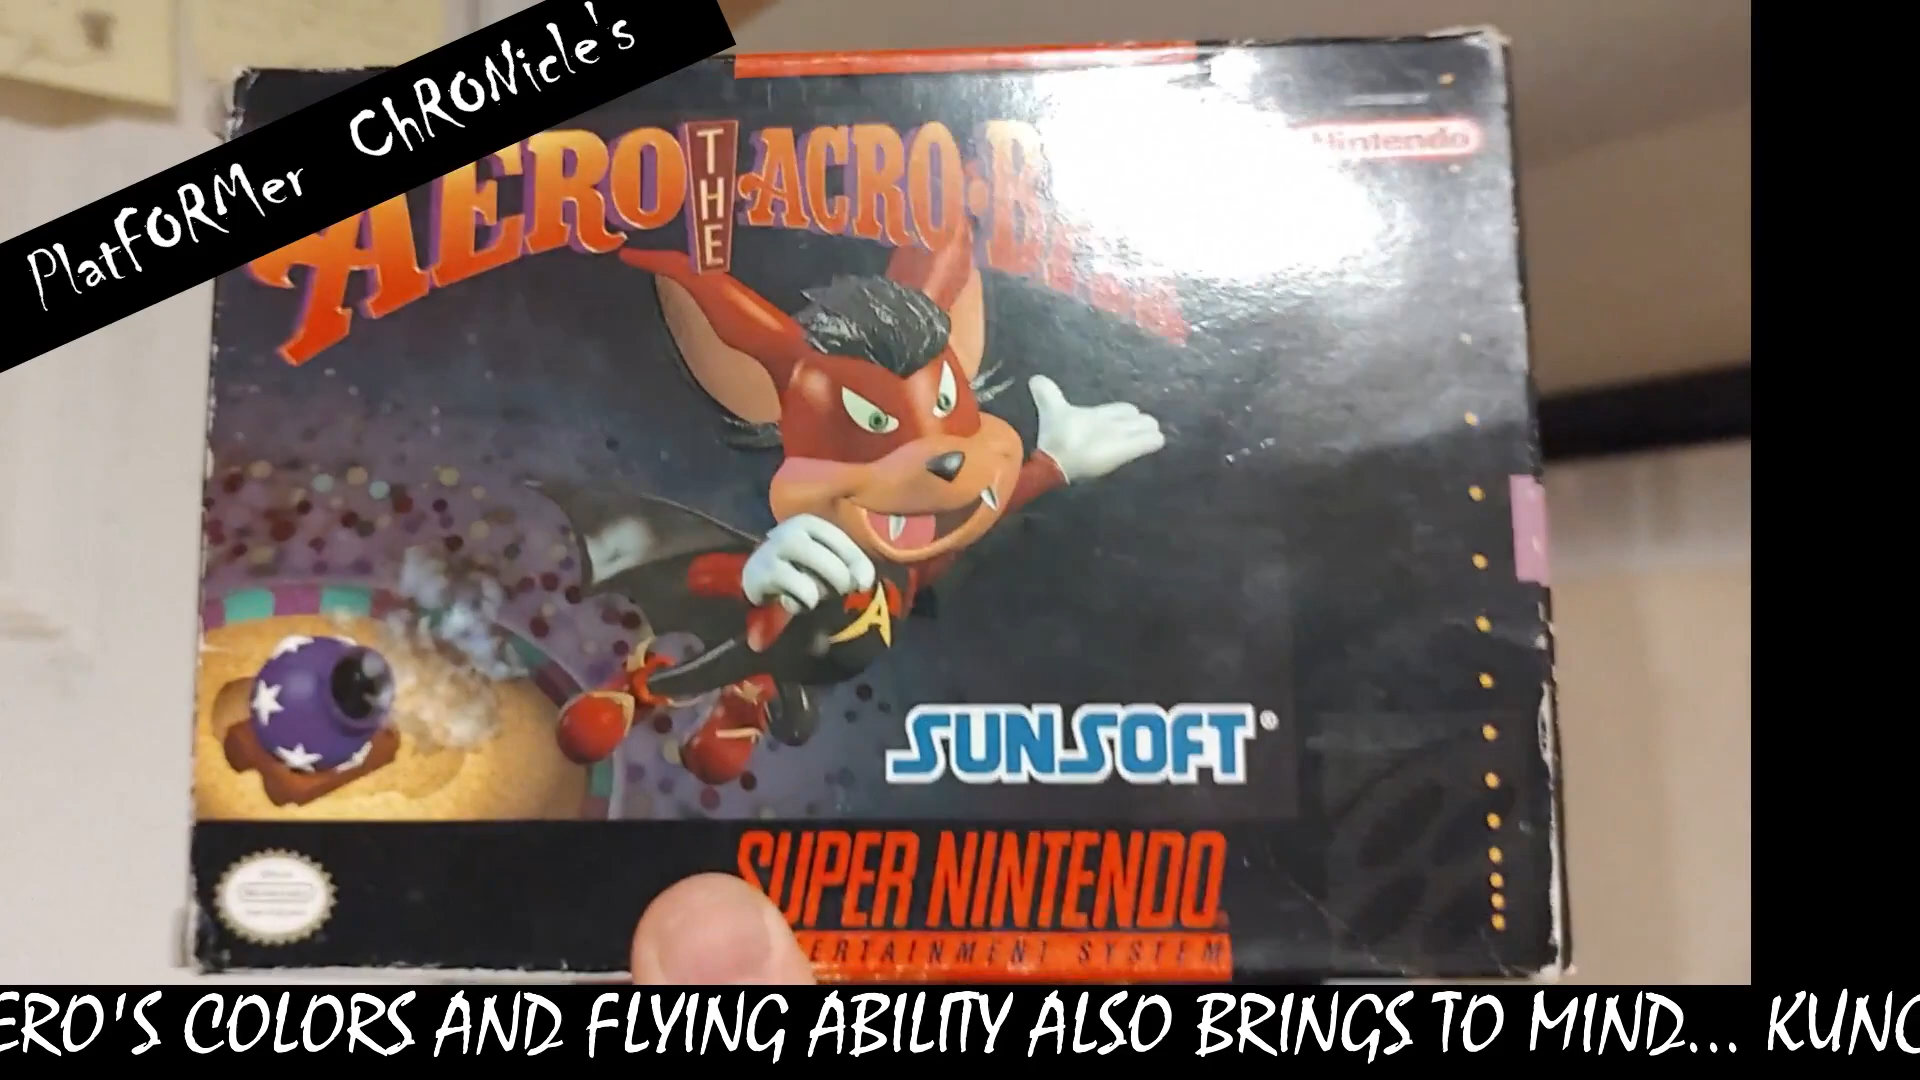 PlatFORMer ChRONicle's
AERO THE ACRO
Nintendo
A
SUNSOFT®
SUPER NINTENDO
ERTAINMENT SYSTEM
ERO'S COLORS AND FLYING ABILITY ALSO BRINGS TO MIND... KUNG